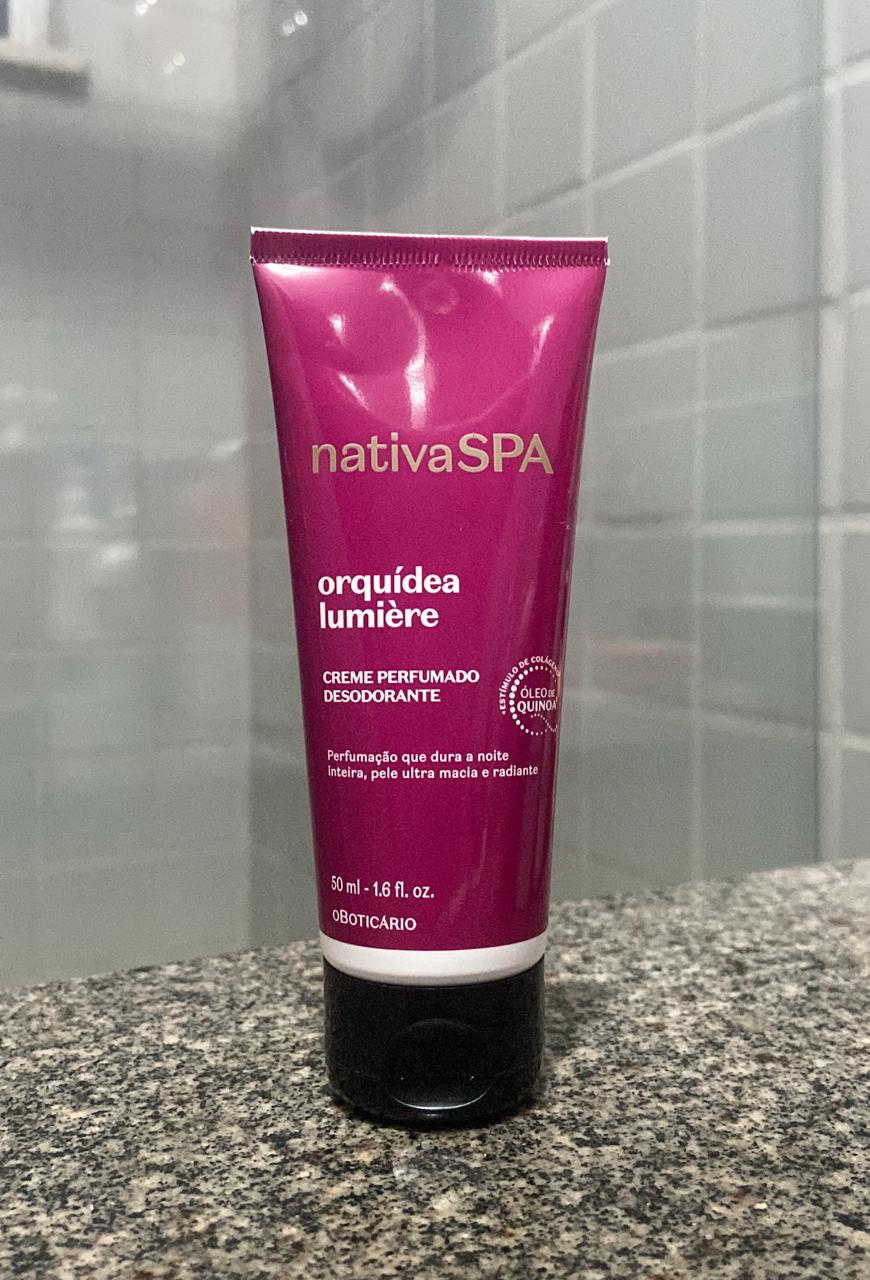 nativaSPA
orquídea
lumière
CREME PERFUMADO
DESODORANTE
ESTÍMULO DE COLÁGENO
ÓLEO DE
QUINOA
Perfumação que dura a noite
inteira, pele ultra macia e radiante
50 ml - 1.6 fl. oz.
oBOTICÁRIO